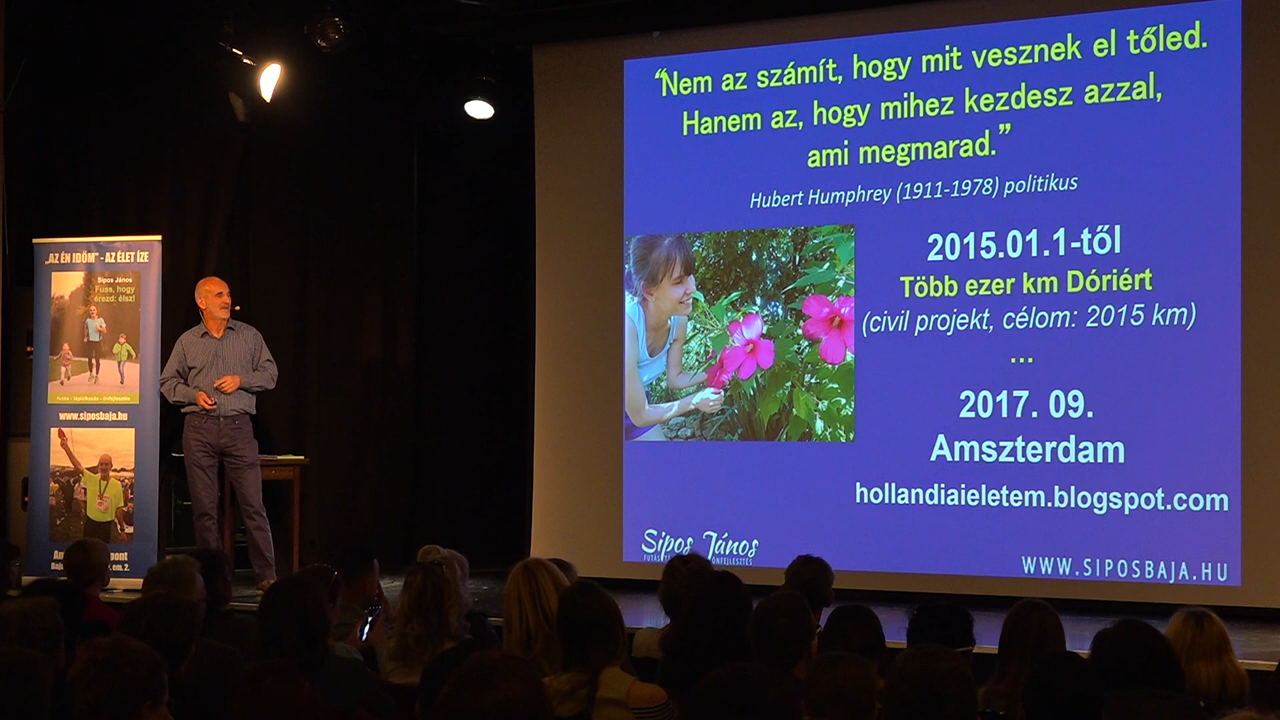 “Nem az számít, hogy mit vesznek el tőled.
Hanem az, hogy mihez kezdesz azzal,
ami megmarad.”
Hubert Humphrey (1911-1978) politikus
2015.01.1-től
Több ezer km Dóriért
(civil projekt, célom: 2015 km)
...
2017. 09.
Amszterdam
hollandiaieletem.blogspot.com
Sipos János
WWW.SIPOSBAJA.HU
„AZ ÉN IDŐM” - AZ ÉLET ÍZE
Sipos János
Fuss, hogy
érezd: élsz!
futás - táplálkozás - önfejlesztés
www.siposbaja.hu